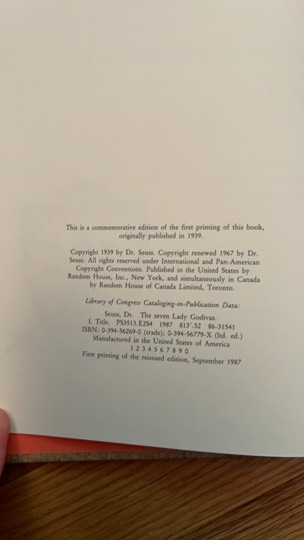 This is a commemorative edition of the first printing of this book,
originally published in 1939.
Copyright 1939 by Dr. Seuss. Copyright renewed 1967 by Dr.
Seuss. All rights reserved under International and Pan-American
Copyright Conventions. Published in the United States by
Random House, Inc., New York, and simultaneously in Canada
by Random House of Canada Limited, Toronto.
Library of Congress Cataloging-in-Publication Data:
Seuss, Dr. The seven Lady Godivas.
I. Title. PS3513.E2S4 1987 813'.52 86-31541
ISBN: 0-394-56269-0 (trade); 0-394-56779-X (ltd. ed.)
Manufactured in the United States of America
1 2 3 4 5 6 7 8 9 0
First printing of the reissued edition, September 1987